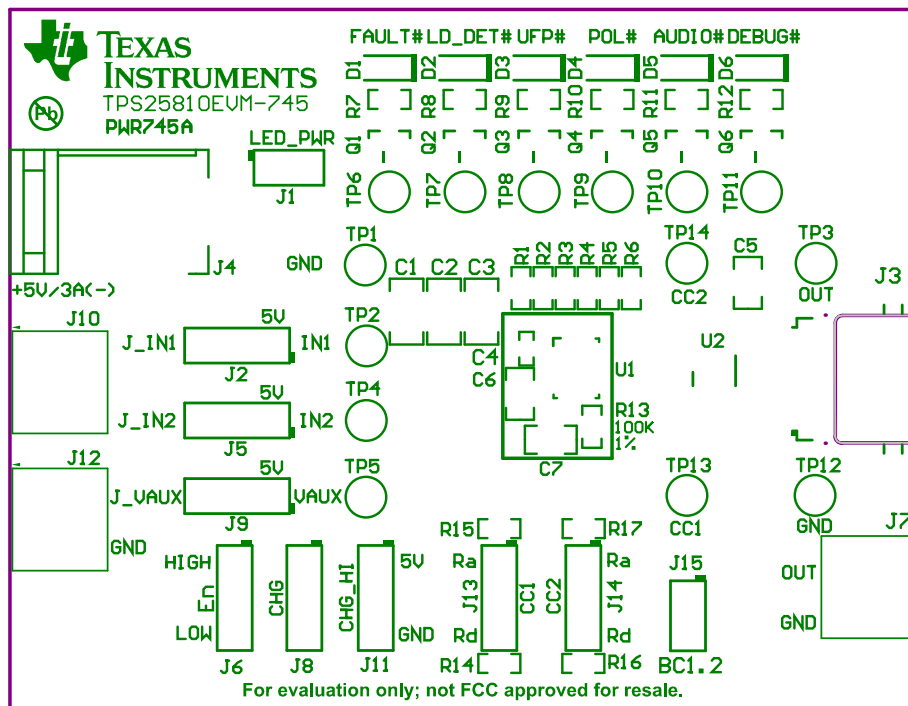 TEXAS
INSTRUMENTS
TPS25810EVM-745
PWR745A
Pb
FAULT# LD_DET# UFP# POL# AUDIO# DEBUG#
D1 D2 D3 D4 D5 D6
R7 R8 R9 R10 R11 R12
Q1 Q2 Q3 Q4 Q5 Q6
LED_PWR
J1
TP6 TP7 TP8 TP9 TP10 TP11
J4
GND
TP1
C1 C2 C3
R1 R2 R3 R4 R5 R6
TP14
CC2
C5
TP3
OUT
J3
+5V/3A(-)
J10
J_IN1
5V
IN1
J2
TP2
C4
C6
U1
U2
J_IN2
5V
IN2
J5
TP4
R13
100K
1%
C7
J12
J_VAUX
5V
VAUX
J9
GND
TP5
TP13
CC1
TP12
GND
J7
OUT
GND
HIGH
En
LOW
J6
CHG
J8
CHG_HI
5V
GND
J11
R15
Ra
J13
CC1
Rd
R14
R17
CC2
Ra
J14
Rd
R16
J15
BC1.2
For evaluation only; not FCC approved for resale.